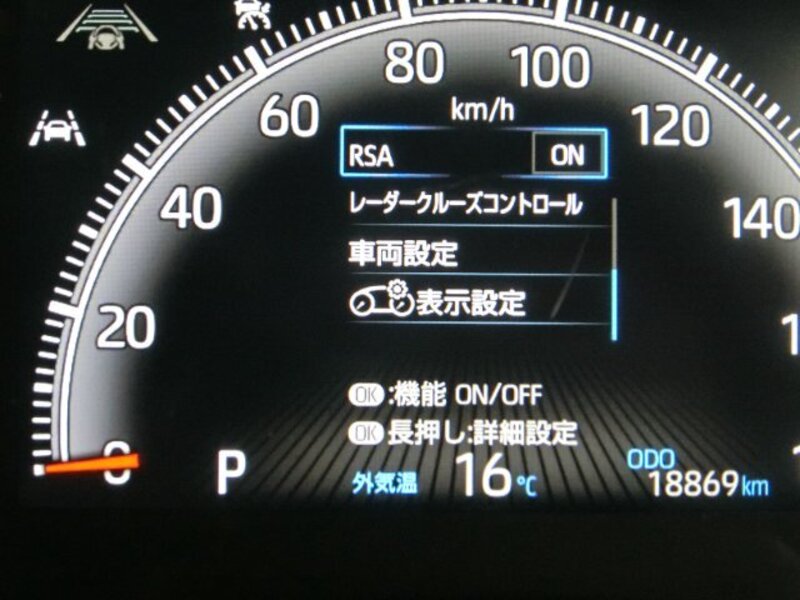 80
100
60
km/h
120
RSA ON
40
レーダークルーズコントロール
140
車両設定
表示設定
20
OK :機能 ON/OFF
OK 長押し:詳細設定
0
P
外気温 16℃
ODO
18869km